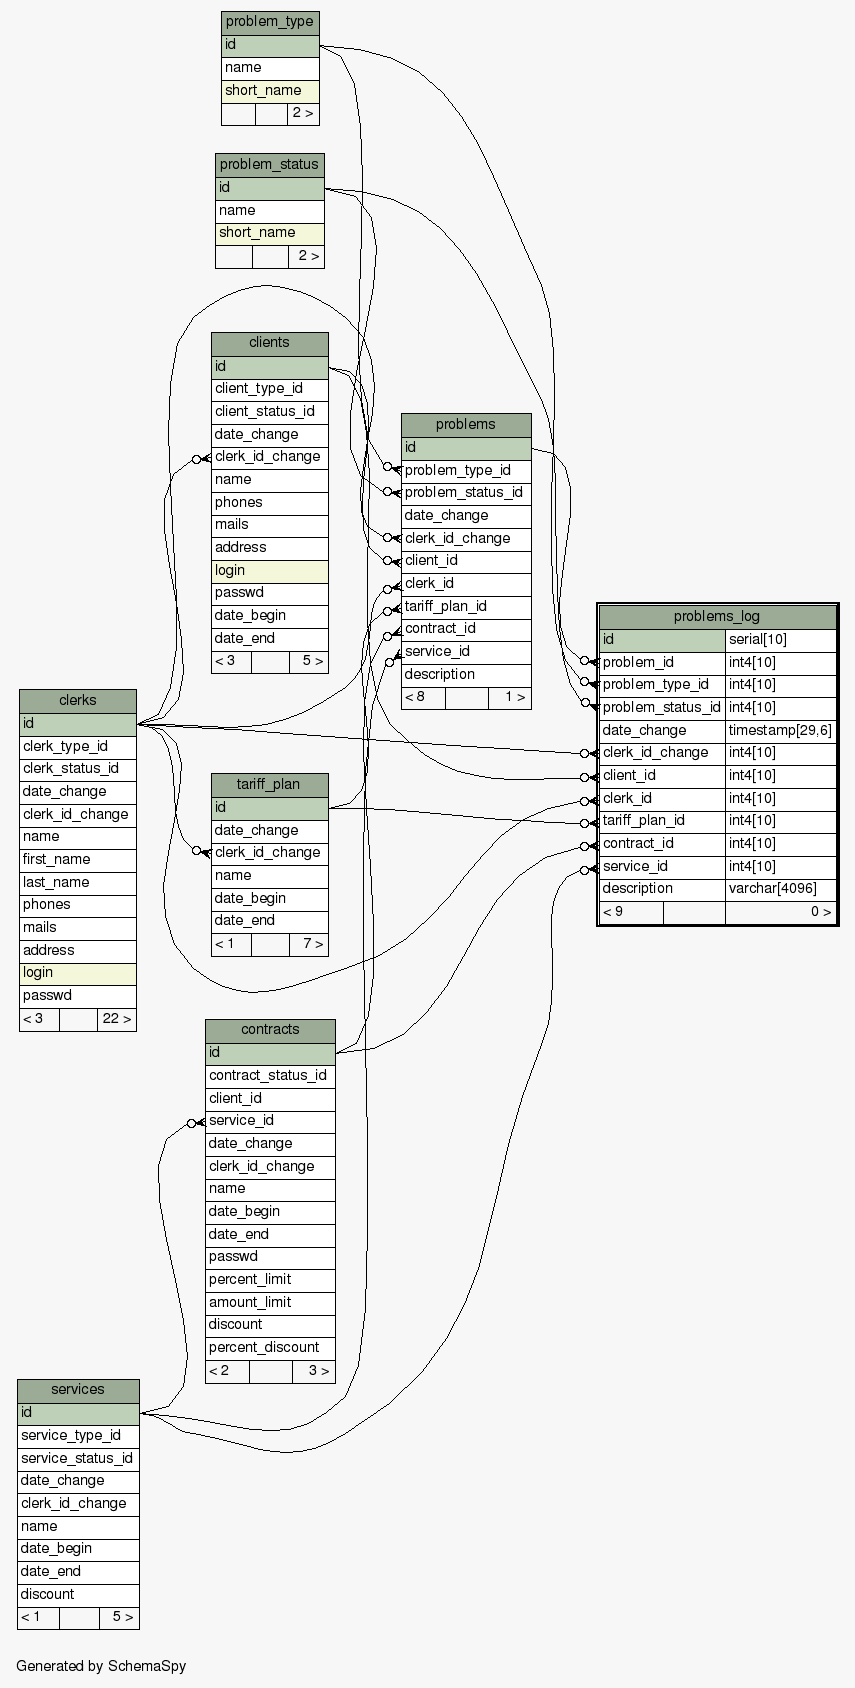 problem_type
id
name
short_name
2 >
problem_status
id
name
short_name
2 >
clients
id
client_type_id
client_status_id
date_change
clerk_id_change
name
phones
mails
address
login
passwd
date_begin
date_end
< 3 5 >
problems
id
problem_type_id
problem_status_id
date_change
clerk_id_change
client_id
clerk_id
tariff_plan_id
contract_id
service_id
description
< 8 1 >
problems_log
id serial[10]
problem_id int4[10]
problem_type_id int4[10]
problem_status_id int4[10]
date_change timestamp[29,6]
clerk_id_change int4[10]
client_id int4[10]
clerk_id int4[10]
tariff_plan_id int4[10]
contract_id int4[10]
service_id int4[10]
description varchar[4096]
< 9 0 >
clerks
id
clerk_type_id
clerk_status_id
date_change
clerk_id_change
name
first_name
last_name
phones
mails
address
login
passwd
< 3 22 >
tariff_plan
id
date_change
clerk_id_change
name
date_begin
date_end
< 1 7 >
contracts
id
contract_status_id
client_id
service_id
date_change
clerk_id_change
name
date_begin
date_end
passwd
percent_limit
amount_limit
discount
percent_discount
< 2 3 >
services
id
service_type_id
service_status_id
date_change
clerk_id_change
name
date_begin
date_end
discount
< 1 5 >
Generated by SchemaSpy